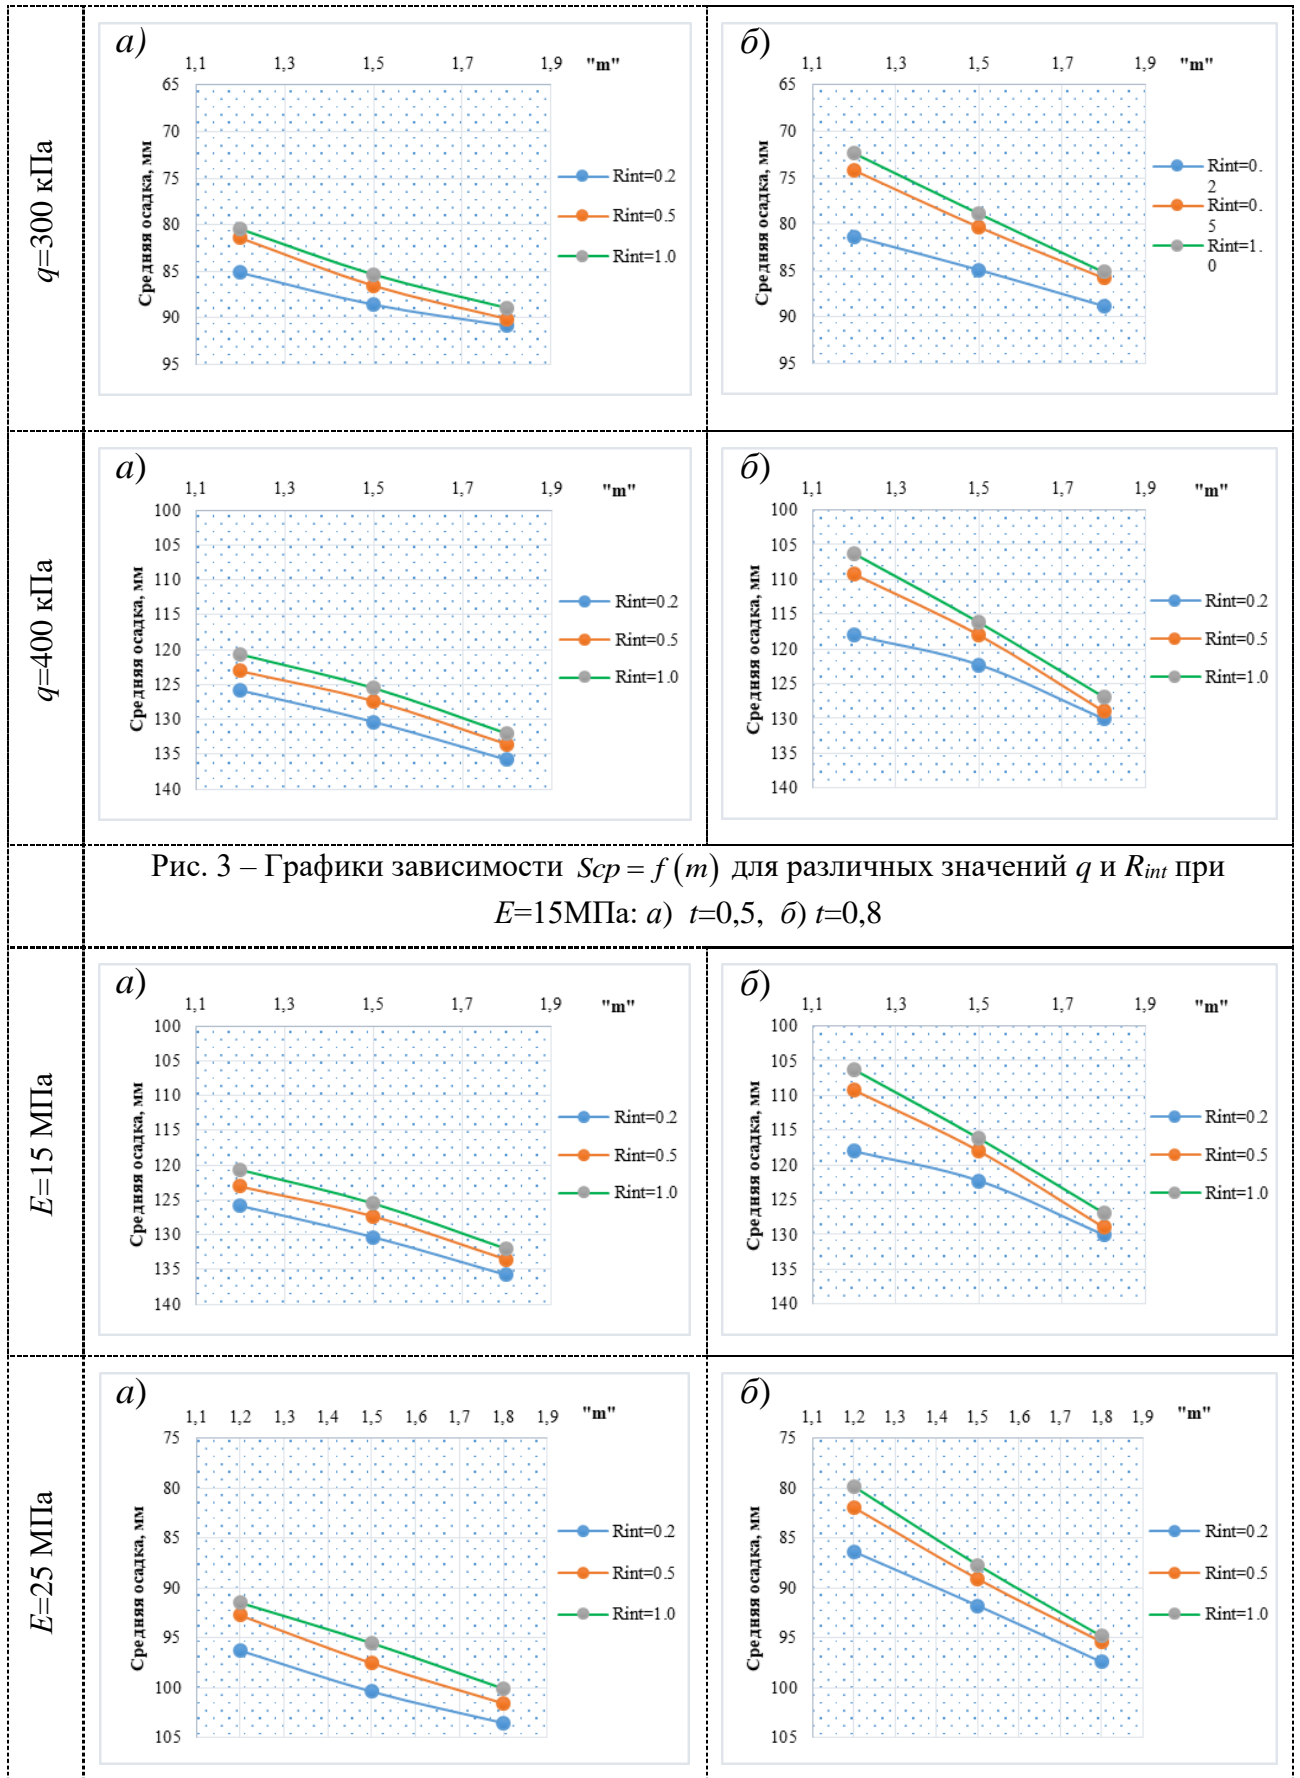 q=300 кПа
а)
1,1 1,3 1,5 1,7 1,9 "m"
65
70
75
80
85
90
95
Средняя осадка, мм
Rint=0.2
Rint=0.5
Rint=1.0
б)
1,1 1,3 1,5 1,7 1,9 "m"
65
70
75
80
85
90
95
Средняя осадка, мм
Rint=0.
2
Rint=0.
5
Rint=1.
0
q=400 кПа
а)
1,1 1,3 1,5 1,7 1,9 "m"
100
105
110
115
120
125
130
135
140
Средняя осадка, мм
Rint=0.2
Rint=0.5
Rint=1.0
б)
1,1 1,3 1,5 1,7 1,9 "m"
100
105
110
115
120
125
130
135
140
Средняя осадка, мм
Rint=0.2
Rint=0.5
Rint=1.0
Рис. 3 – Графики зависимости Scp = f (m) для различных значений q и Rint при
E=15МПа: а) t=0,5, б) t=0,8
E=15 МПа
а)
1,1 1,3 1,5 1,7 1,9 "m"
100
105
110
115
120
125
130
135
140
Средняя осадка, мм
Rint=0.2
Rint=0.5
Rint=1.0
б)
1,1 1,3 1,5 1,7 1,9 "m"
100
105
110
115
120
125
130
135
140
Средняя осадка, мм
Rint=0.2
Rint=0.5
Rint=1.0
E=25 МПа
а)
1,1 1,2 1,3 1,4 1,5 1,6 1,7 1,8 1,9 "m"
75
80
85
90
95
100
105
Средняя осадка, мм
Rint=0.2
Rint=0.5
Rint=1.0
б)
1,1 1,2 1,3 1,4 1,5 1,6 1,7 1,8 1,9 "m"
75
80
85
90
95
100
105
Средняя осадка, мм
Rint=0.2
Rint=0.5
Rint=1.0